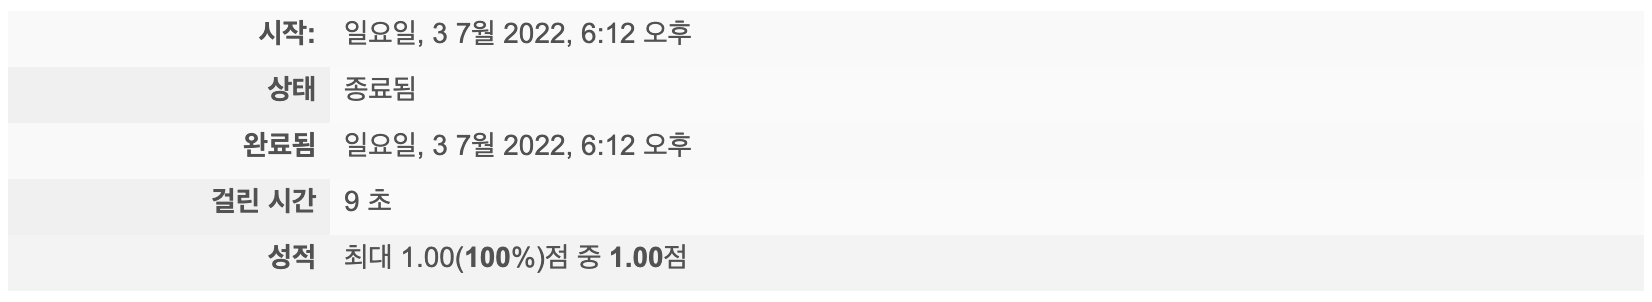 시작: 일요일, 3 7월 2022, 6:12 오후
상태 종료됨
완료됨 일요일, 3 7월 2022, 6:12 오후
걸린 시간 9 초
성적 최대 1.00(100%)점 중 1.00점